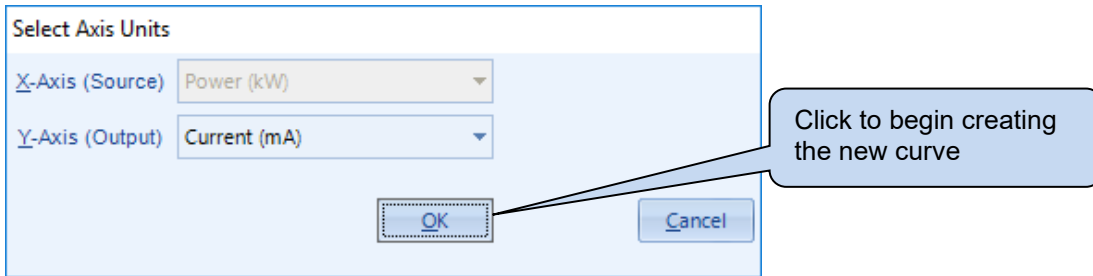 Select Axis Units
X-Axis (Source) Power (kW)
Y-Axis (Output) Current (mA)
Click to begin creating
the new curve
OK Cancel